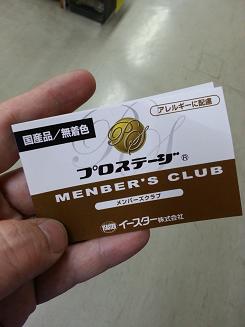 国産品/無着色
アレルギーに配慮
PS
プロステージ®
MENBER'S CLUB
メンバーズクラブ
EASTER イースター株式会社